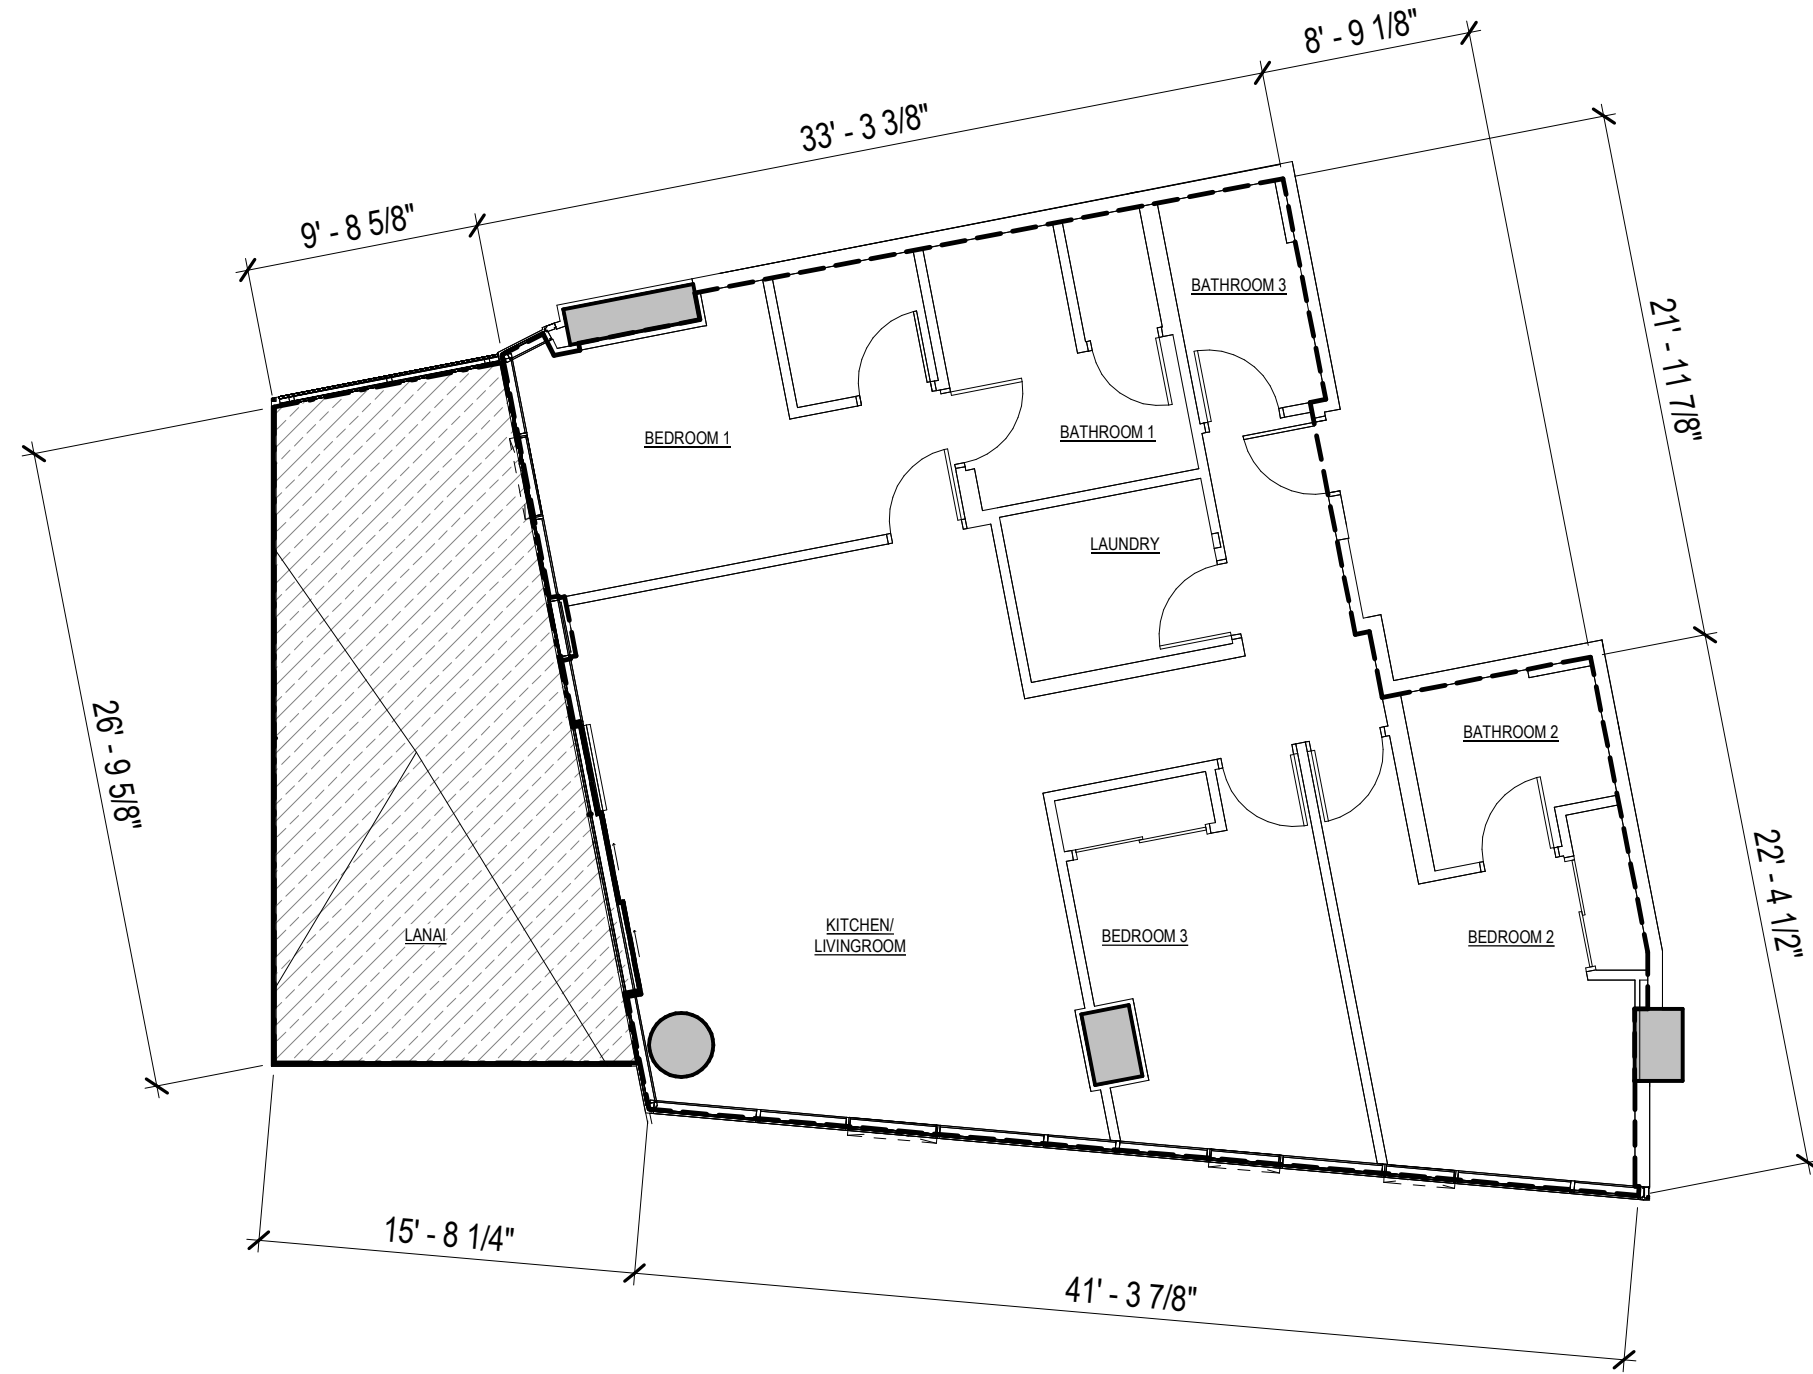 8' - 9 1/8"
33' - 3 3/8"
9' - 8 5/8"
BATHROOM 3
21' - 11 7/8"
BEDROOM 1
BATHROOM 1
LAUNDRY
26' - 9 5/8"
BATHROOM 2
22' - 4 1/2"
LANAI
KITCHEN/
LIVINGROOM
BEDROOM 3
BEDROOM 2
15' - 8 1/4"
41' - 3 7/8"